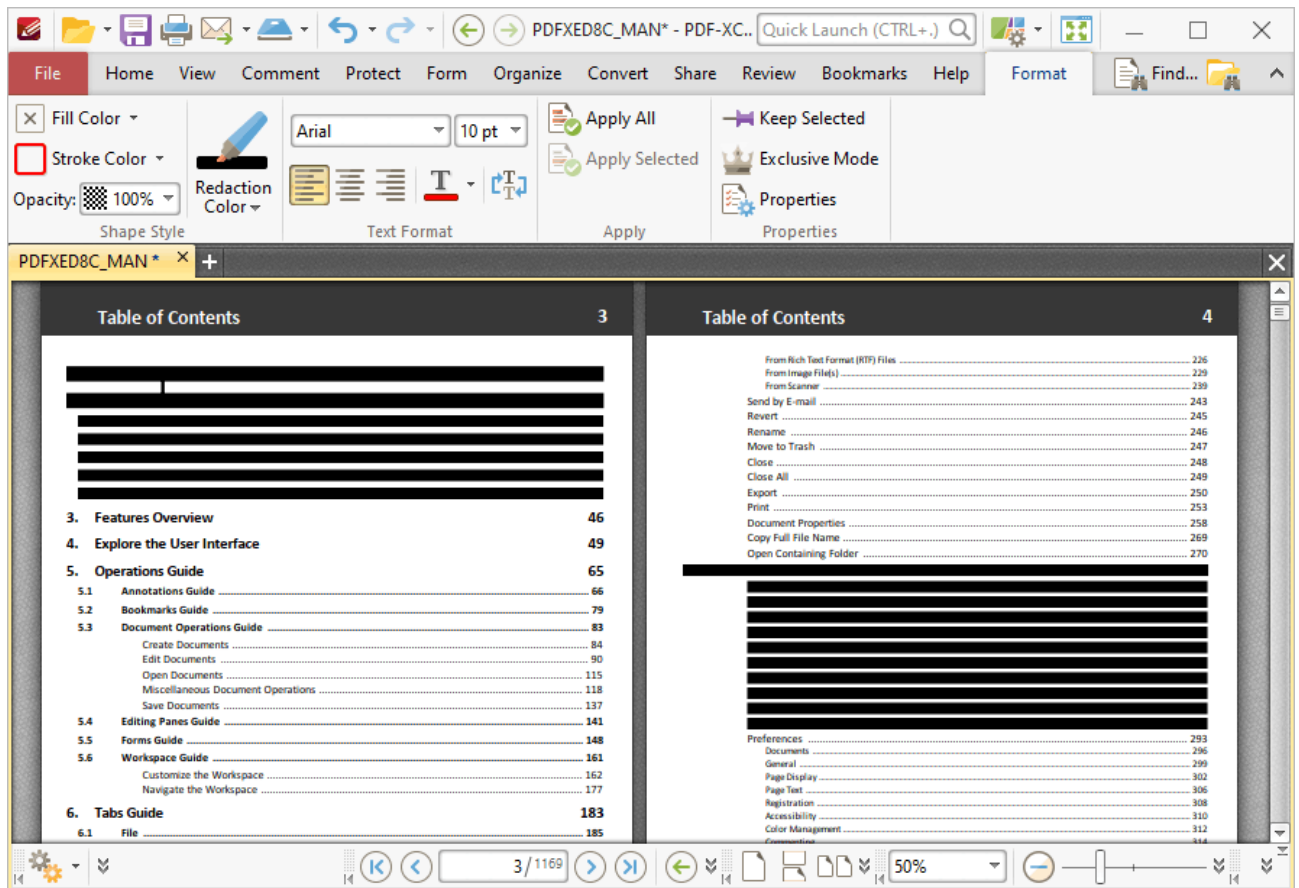 PDFXED8C_MAN* - PDF-XC.. Quick Launch (CTRL+.)
File Home View Comment Protect Form Organize Convert Share Review Bookmarks Help Format Find...
Fill Color
Stroke Color
Opacity: 100%
Shape Style
Redaction
Color
Arial 10 pt
Text Format
Apply All
Apply Selected
Apply
Keep Selected
Exclusive Mode
Properties
Properties
PDFXED8C_MAN *
Table of Contents 3
3. Features Overview 46
4. Explore the User Interface 49
5. Operations Guide 65
5.1 Annotations Guide 66
5.2 Bookmarks Guide 79
5.3 Document Operations Guide 83
Create Documents 84
Edit Documents 90
Open Documents 115
Miscellaneous Document Operations 118
Save Documents 137
5.4 Editing Panes Guide 141
5.5 Forms Guide 148
5.6 Workspace Guide 161
Customize the Workspace 162
Navigate the Workspace 177
6. Tabs Guide 183
6.1 File 185
Table of Contents 4
From Rich Text Format (RTF) Files 226
From Image File(s) 229
From Scanner 239
Send by E-mail 243
Revert 245
Rename 246
Move to Trash 247
Close 248
Close All 249
Export 250
Print 253
Document Properties 258
Copy Full File Name 269
Open Containing Folder 270
Preferences 293
Documents 296
General 299
Page Display 302
Page Text 306
Registration 308
Accessibility 310
Color Management 312
Commenting 314
3/1169 50%